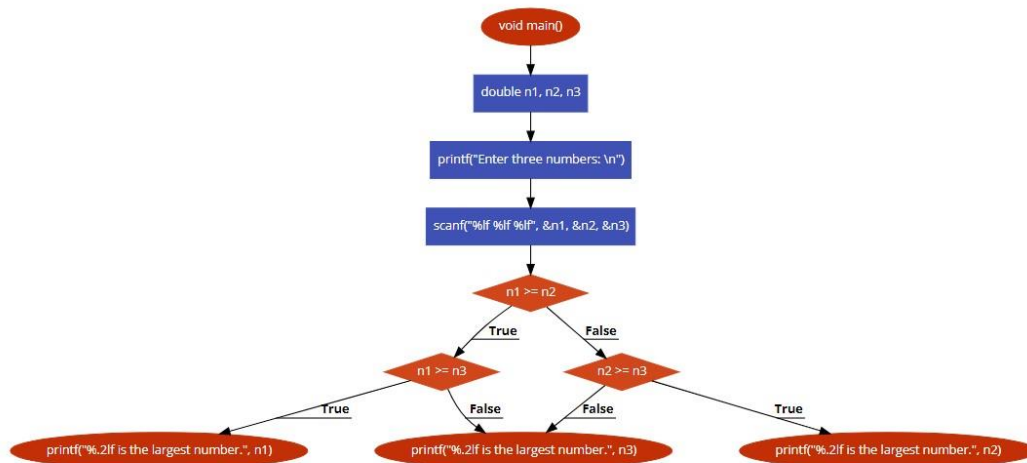 void main()
double n1, n2, n3
printf("Enter three numbers: \n")
scanf("%lf %lf %lf", &n1, &n2, &n3)
n1 >= n2
True
False
n1 >= n3
n2 >= n3
True
False
False
True
printf("%.2lf is the largest number.", n1)
printf("%.2lf is the largest number.", n3)
printf("%.2lf is the largest number.", n2)